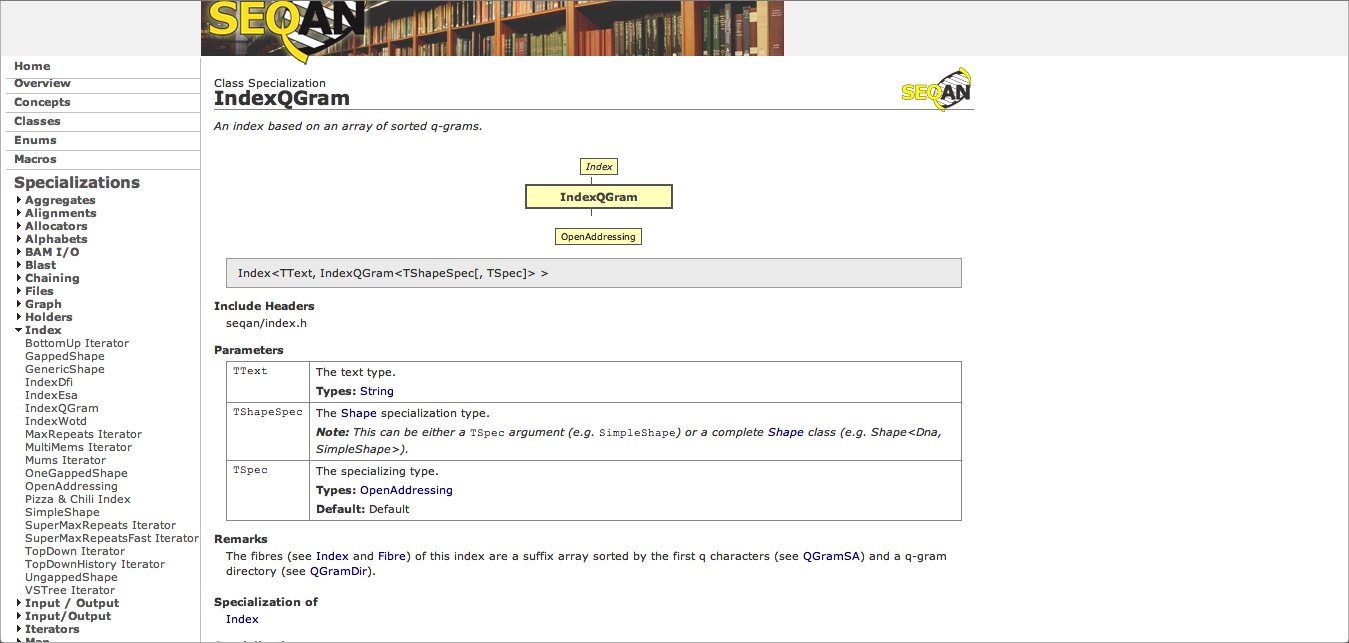 SEQAN
Home
Overview
Concepts
Classes
Enums
Macros
Specializations
Aggregates
Alignments
Allocators
Alphabets
BAM I/O
Blast
Chaining
Files
Graph
Holders
Index
BottomUp Iterator
GappedShape
GenericShape
IndexDfi
IndexEsa
IndexQGram
IndexWotd
MaxRepeats Iterator
MultiMems Iterator
Mums Iterator
OneGappedShape
OpenAddressing
Pizza & Chili Index
SimpleShape
SuperMaxRepeats Iterator
SuperMaxRepeatsFast Iterator
TopDown Iterator
TopDownHistory Iterator
UngappedShape
VSTree Iterator
Input / Output
Input/Output
Iterators
Class Specialization
IndexQGram
SEQAN
An index based on an array of sorted q-grams.
Index
IndexQGram
OpenAddressing
Index<TText, IndexQGram<TShapeSpec[, TSpec]> >
Include Headers
seqan/index.h
Parameters
TText
The text type.
Types: String
TShapeSpec
The Shape specialization type.
Note: This can be either a TSpec argument (e.g. SimpleShape) or a complete Shape class (e.g. Shape<Dna,
SimpleShape>).
TSpec
The specializing type.
Types: OpenAddressing
Default: Default
Remarks
The fibres (see Index and Fibre) of this index are a suffix array sorted by the first q characters (see QGramSA) and a q-gram
directory (see QGramDir).
Specialization of
Index